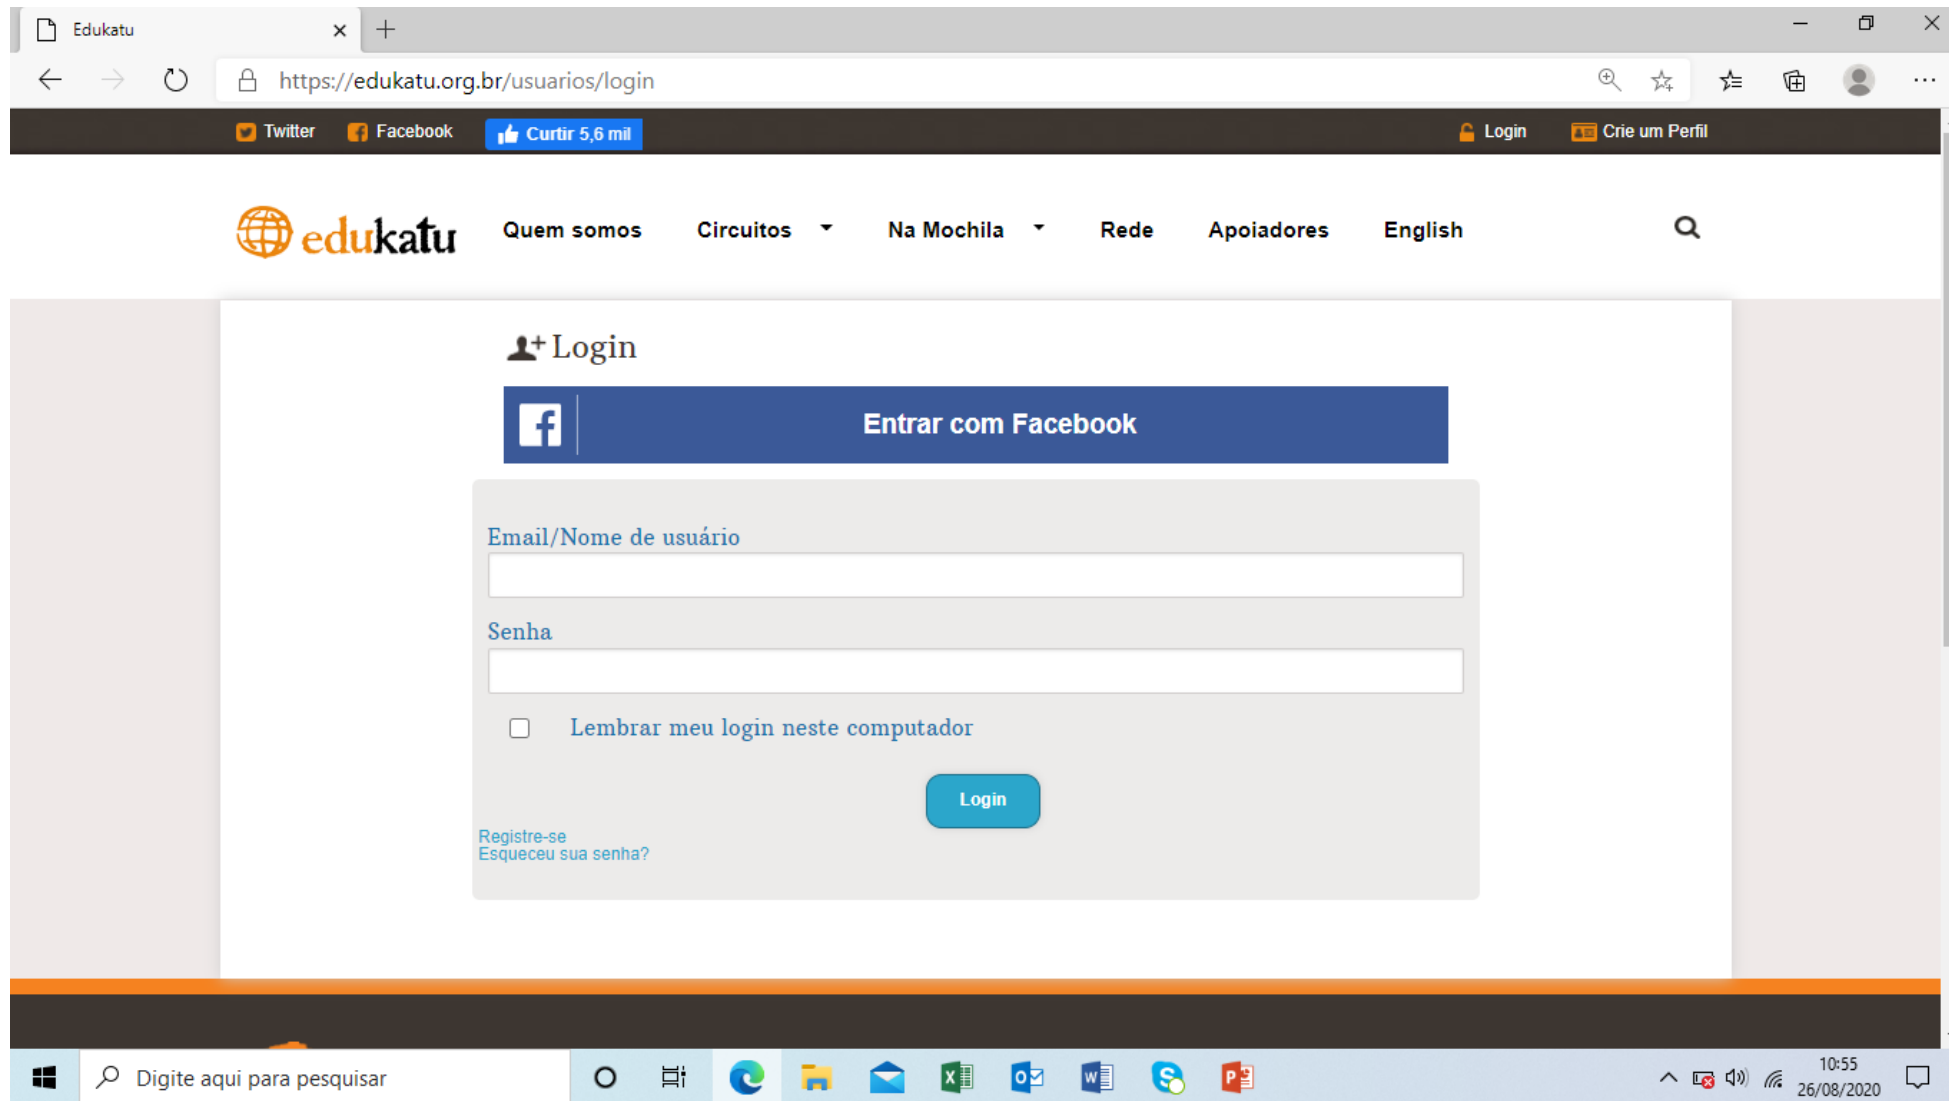 Edukatu
https://edukatu.org.br/usuarios/login
Twitter Facebook Curtir 5,6 mil Login Crie um Perfil
edukatu Quem somos Circuitos Na Mochila Rede Apoiadores English
Login
Entrar com Facebook
Email/Nome de usuário
Senha
Lembrar meu login neste computador
Login
Registre-se
Esqueceu sua senha?
Digite aqui para pesquisar
10:55
26/08/2020